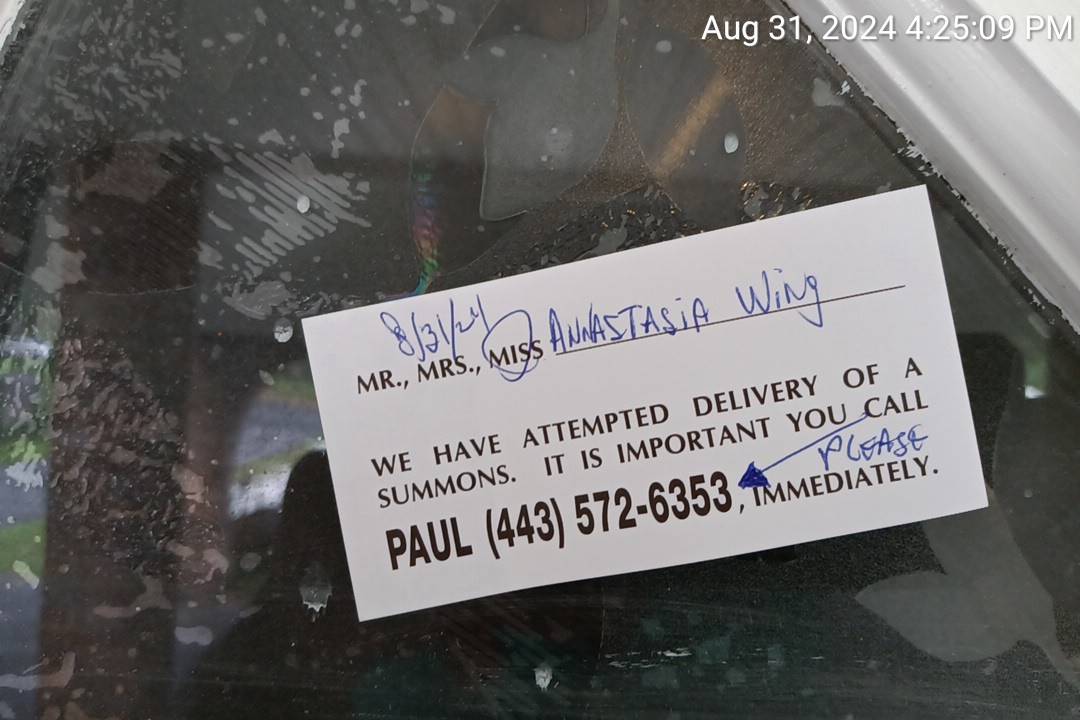 Aug 31, 2024 4:25:09 PM
8/31/24
MR., MRS., MISS ANNASTASIA Wing
WE HAVE ATTEMPTED DELIVERY OF A
SUMMONS. IT IS IMPORTANT YOU CALL
PLEASE
PAUL (443) 572-6353, IMMEDIATELY.